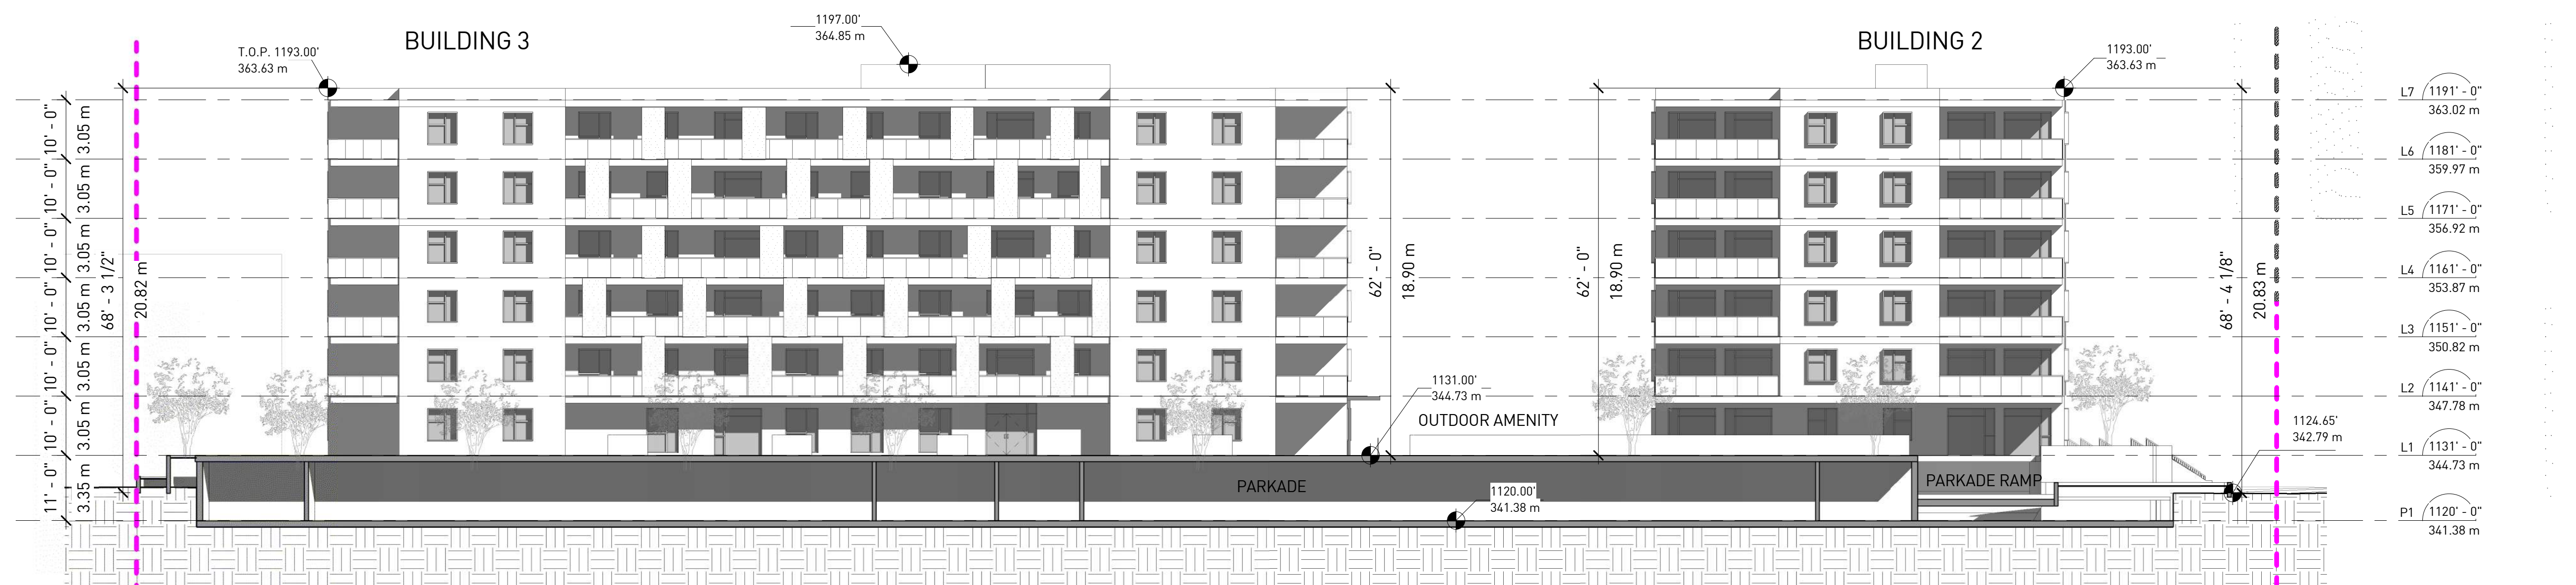 BUILDING 3
1197.00'
364.85 m
T.O.P. 1193.00'
363.63 m
BUILDING 2
1193.00'
363.63 m
10' - 0"
3.05 m
10' - 0"
3.05 m
10' - 0"
3.05 m
10' - 0"
3.05 m
10' - 0"
3.05 m
10' - 0"
3.05 m
11' - 0"
3.35 m
68' - 3 1/2"
20.82 m
62' - 0"
18.90 m
62' - 0"
18.90 m
68' - 4 1/8"
20.83 m
1131.00'
344.73 m
OUTDOOR AMENITY
1124.65'
342.79 m
PARKADE
PARKADE RAMP
1120.00'
341.38 m
L7 1191' - 0"
363.02 m
L6 1181' - 0"
359.97 m
L5 1171' - 0"
356.92 m
L4 1161' - 0"
353.87 m
L3 1151' - 0"
350.82 m
L2 1141' - 0"
347.78 m
L1 1131' - 0"
344.73 m
P1 1120' - 0"
341.38 m